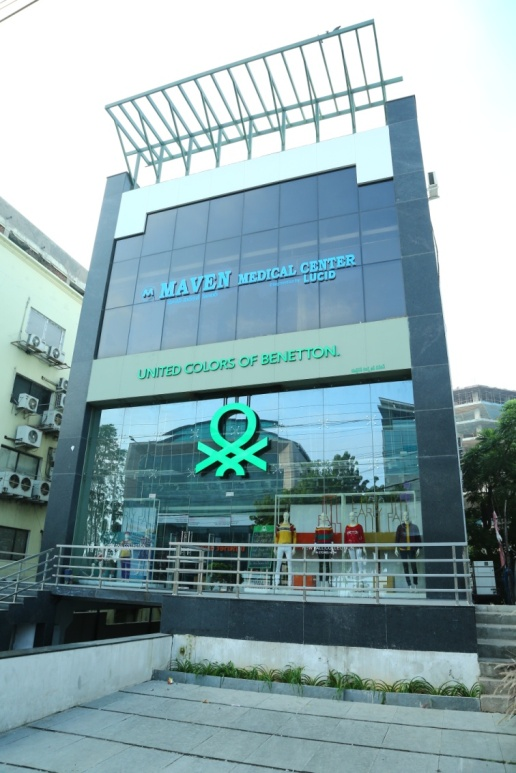 MAVEN MEDICAL CENTER
LUCID
UNITED COLORS OF BENETTON.